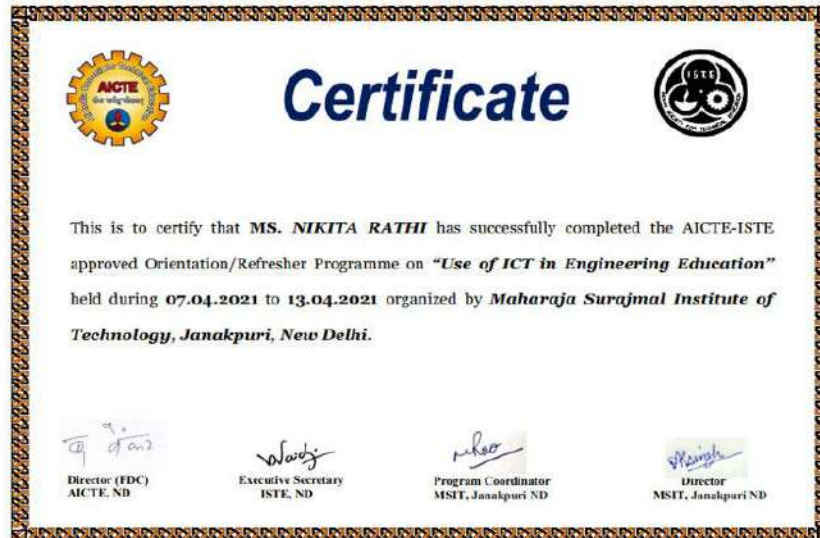 AICTE
Certificate
ISTE
This is to certify that MS. NIKITA RATHI has successfully completed the AICTE-ISTE
approved Orientation/Refresher Programme on “Use of ICT in Engineering Education”
held during 07.04.2021 to 13.04.2021 organized by Maharaja Surajmal Institute of
Technology, Janakpuri, New Delhi.
Director (FDC)
AICTE, ND
Executive Secretary
ISTE, ND
Program Coordinator
MSIT, Janakpuri ND
Director
MSIT, Janakpuri ND